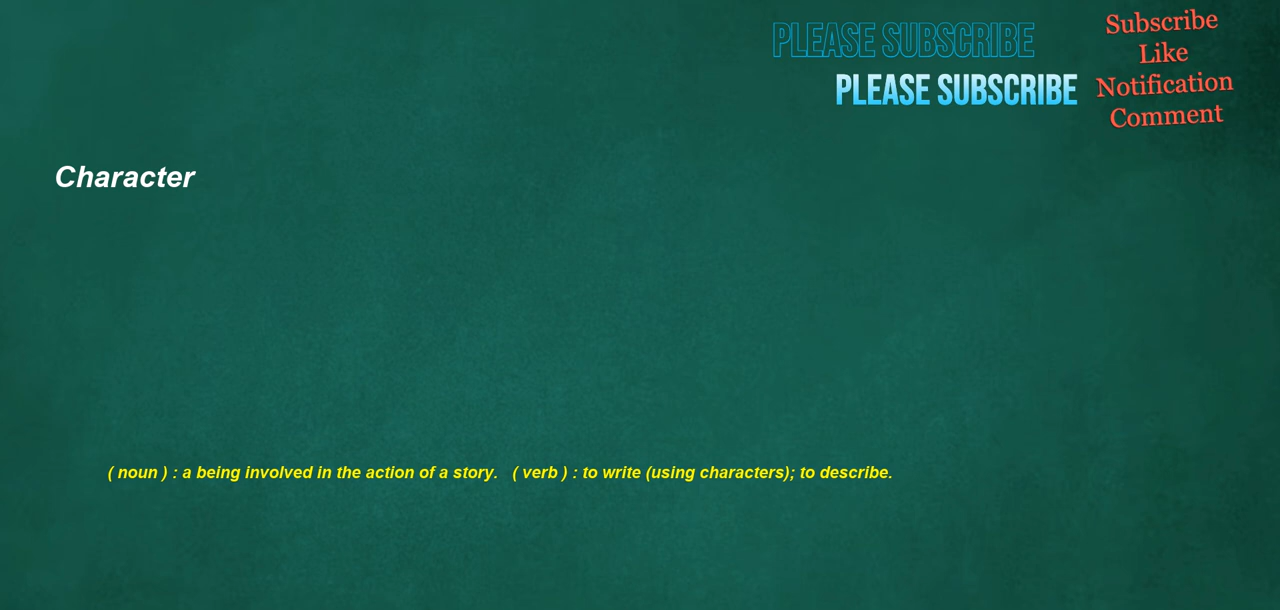 PLEASE SUBSCRIBE
PLEASE SUBSCRIBE
Subscribe
Like
Notification
Comment
Character
( noun ) : a being involved in the action of a story. ( verb ) : to write (using characters); to describe.